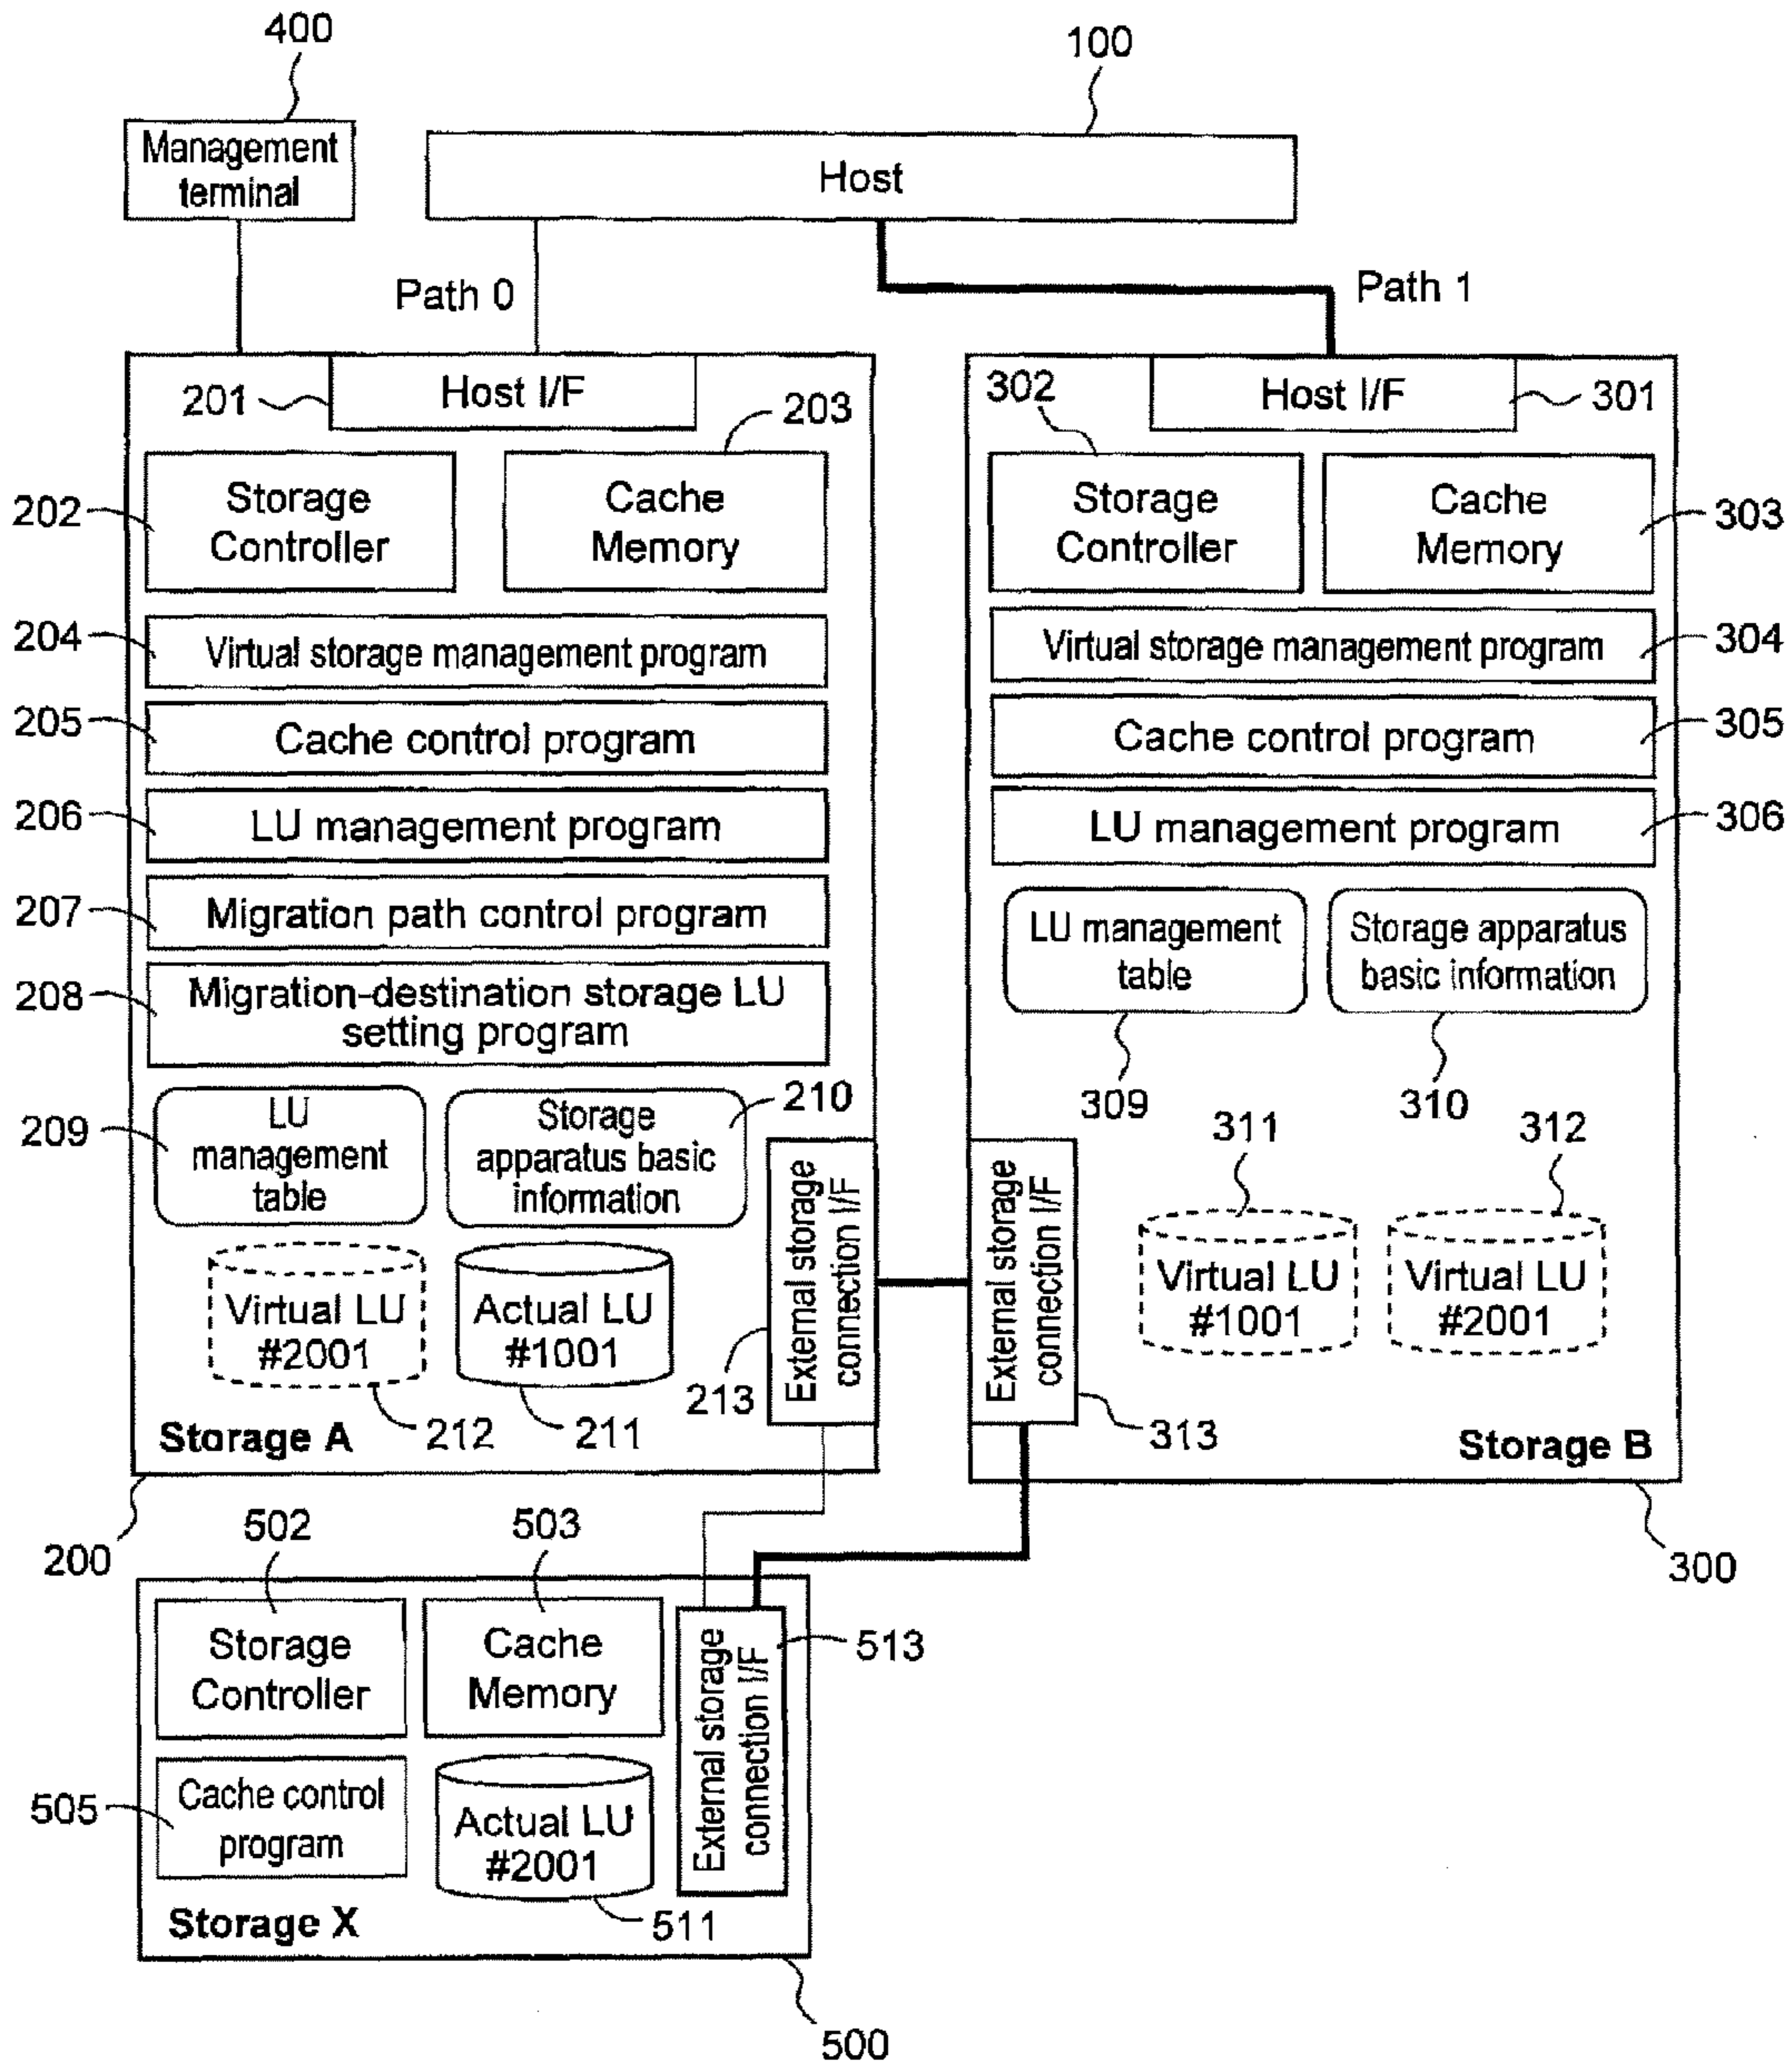 400
100
Management
terminal
Host
Path 0
Path 1
201
Host I/F
203
302
Host I/F
301
202
Storage
Controller
Cache
Memory
Storage
Controller
Cache
Memory
303
204
Virtual storage management program
Virtual storage management program
304
205
Cache control program
Cache control program
305
206
LU management program
LU management program
306
207
Migration path control program
LU management
table
Storage apparatus
basic information
208
Migration-destination storage LU
setting program
309
310
209
LU
management
table
Storage
apparatus basic
information
210
311
312
External storage
connection I/F
External storage
connection I/F
Virtual LU
#2001
Actual LU
#1001
Virtual LU
#1001
Virtual LU
#2001
213
313
Storage A
212
211
Storage B
200
502
503
300
Storage
Controller
Cache
Memory
External storage
connection I/F
513
505
Cache control
program
Actual LU
#2001
Storage X
511
500